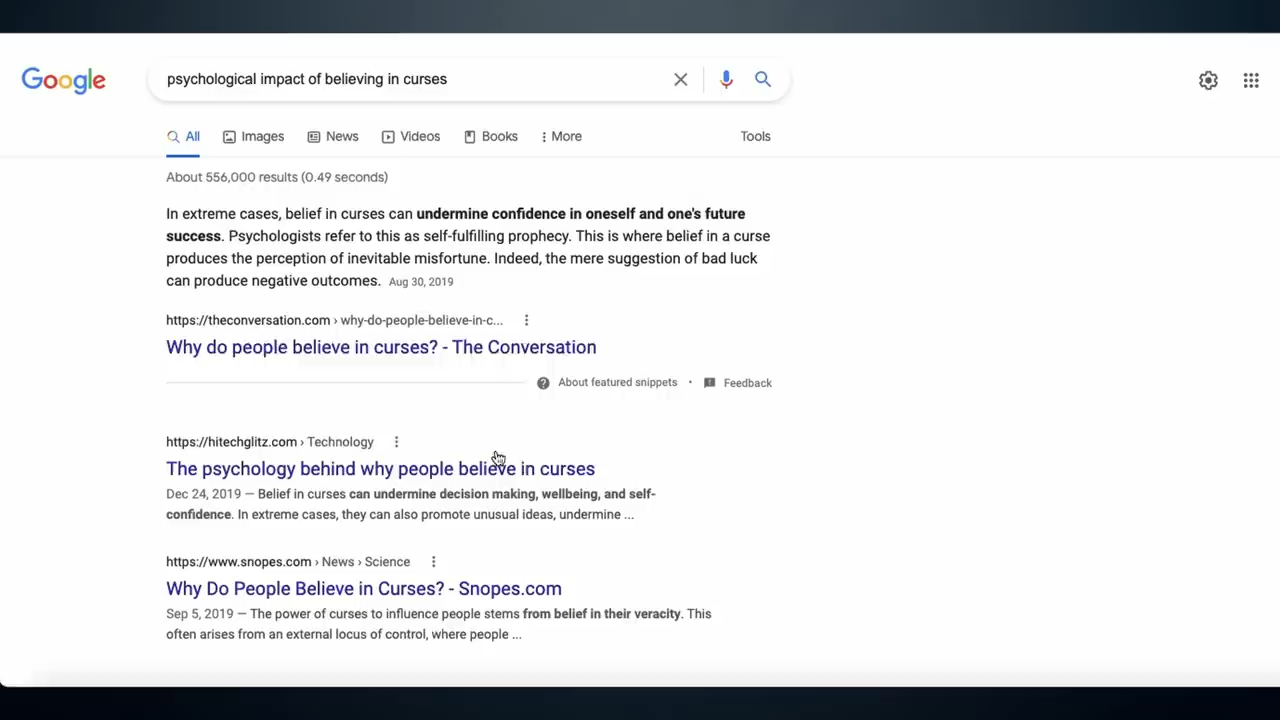 Google
psychological impact of believing in curses
All Images News Videos Books More Tools
About 556,000 results (0.49 seconds)
In extreme cases, belief in curses can undermine confidence in oneself and one's future
success. Psychologists refer to this as self-fulfilling prophecy. This is where belief in a curse
produces the perception of inevitable misfortune. Indeed, the mere suggestion of bad luck
can produce negative outcomes. Aug 30, 2019
https://theconversation.com › why-do-people-believe-in-c...
Why do people believe in curses? - The Conversation
About featured snippets • Feedback
https://hitechglitz.com › Technology
The psychology behind why people believe in curses
Dec 24, 2019 — Belief in curses can undermine decision making, wellbeing, and self-
confidence. In extreme cases, they can also promote unusual ideas, undermine ...
https://www.snopes.com › News › Science
Why Do People Believe in Curses? - Snopes.com
Sep 5, 2019 — The power of curses to influence people stems from belief in their veracity. This
often arises from an external locus of control, where people ...